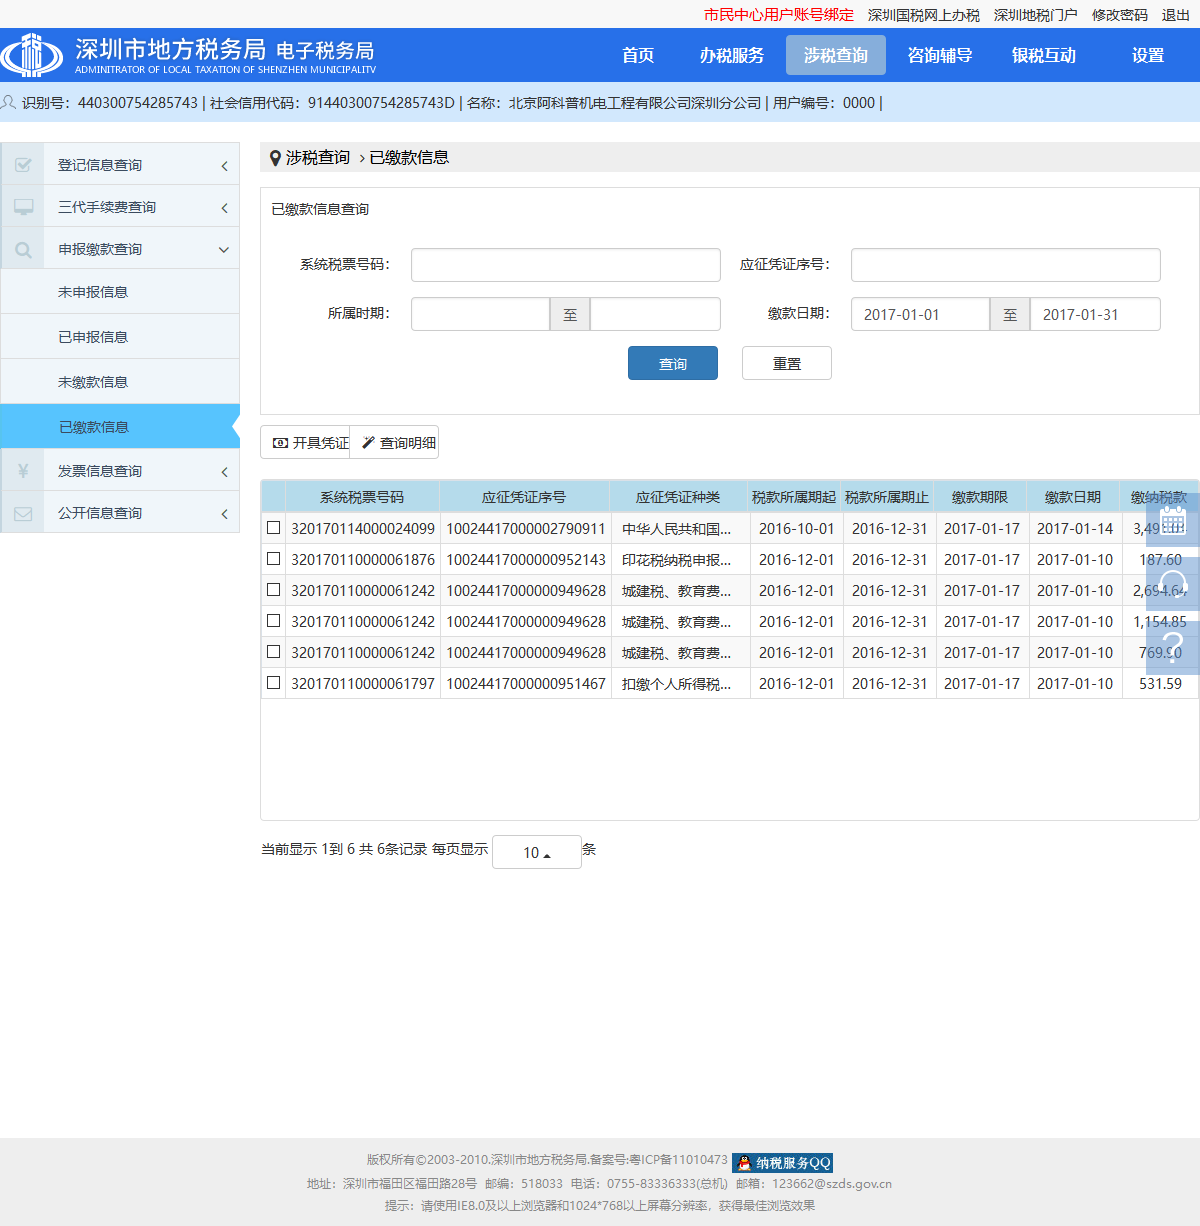 市民中心用户账号绑定 深圳国税网上办税 深圳地税门户 修改密码 退出
深圳市地方税务局 电子税务局
ADMINITRATOR OF LOCAL TAXATION OF SHENZHEN MUNICIPALITV
首页 办税服务 涉税查询 咨询辅导 银税互动 设置
识别号：440300754285743 | 社会信用代码：91440300754285743D | 名称：北京阿科普机电工程有限公司深圳分公司 | 用户编号：0000 |
登记信息查询
三代手续费查询
申报缴款查询
未申报信息
已申报信息
未缴款信息
已缴款信息
发票信息查询
公开信息查询
涉税查询 › 已缴款信息
已缴款信息查询
系统税票号码： 应征凭证序号：
所属时期： 至 缴款日期： 2017-01-01 至 2017-01-31
查询 重置
开具凭证 查询明细
系统税票号码 应征凭证序号 应征凭证种类 税款所属期起 税款所属期止 缴款期限 缴款日期 缴纳税款
320170114000024099 10024417000002790911 中华人民共和国... 2016-10-01 2016-12-31 2017-01-17 2017-01-14
320170110000061876 10024417000000952143 印花税纳税申报... 2016-12-01 2016-12-31 2017-01-17 2017-01-10 187.60
320170110000061242 10024417000000949628 城建税、教育费... 2016-12-01 2016-12-31 2017-01-17 2017-01-10 2,694.64
320170110000061242 10024417000000949628 城建税、教育费... 2016-12-01 2016-12-31 2017-01-17 2017-01-10 1,154.85
320170110000061242 10024417000000949628 城建税、教育费... 2016-12-01 2016-12-31 2017-01-17 2017-01-10 769.90
320170110000061797 10024417000000951467 扣缴个人所得税... 2016-12-01 2016-12-31 2017-01-17 2017-01-10 531.59
当前显示 1到 6 共 6条记录 每页显示 10 条
版权所有©2003-2010.深圳市地方税务局.备案号:粤ICP备11010473 纳税服务QQ
地址：深圳市福田区福田路28号 邮编：518033 电话：0755-83336333(总机) 邮箱：123662@szds.gov.cn
提示：请使用IE8.0及以上浏览器和1024*768以上屏幕分辨率，获得最佳浏览效果